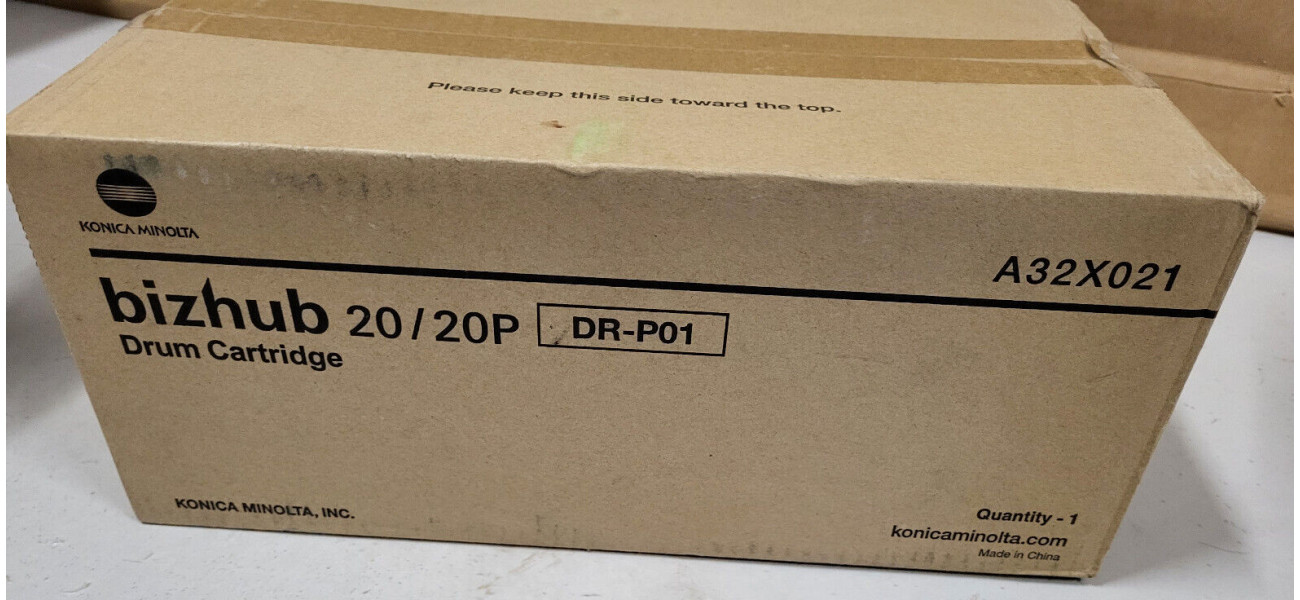 Please keep this side toward the top.
KONICA MINOLTA
A32X021
bizhub 20/20P DR-P01
Drum Cartridge
KONICA MINOLTA, INC.
Quantity - 1
konicaminolta.com
Made in China